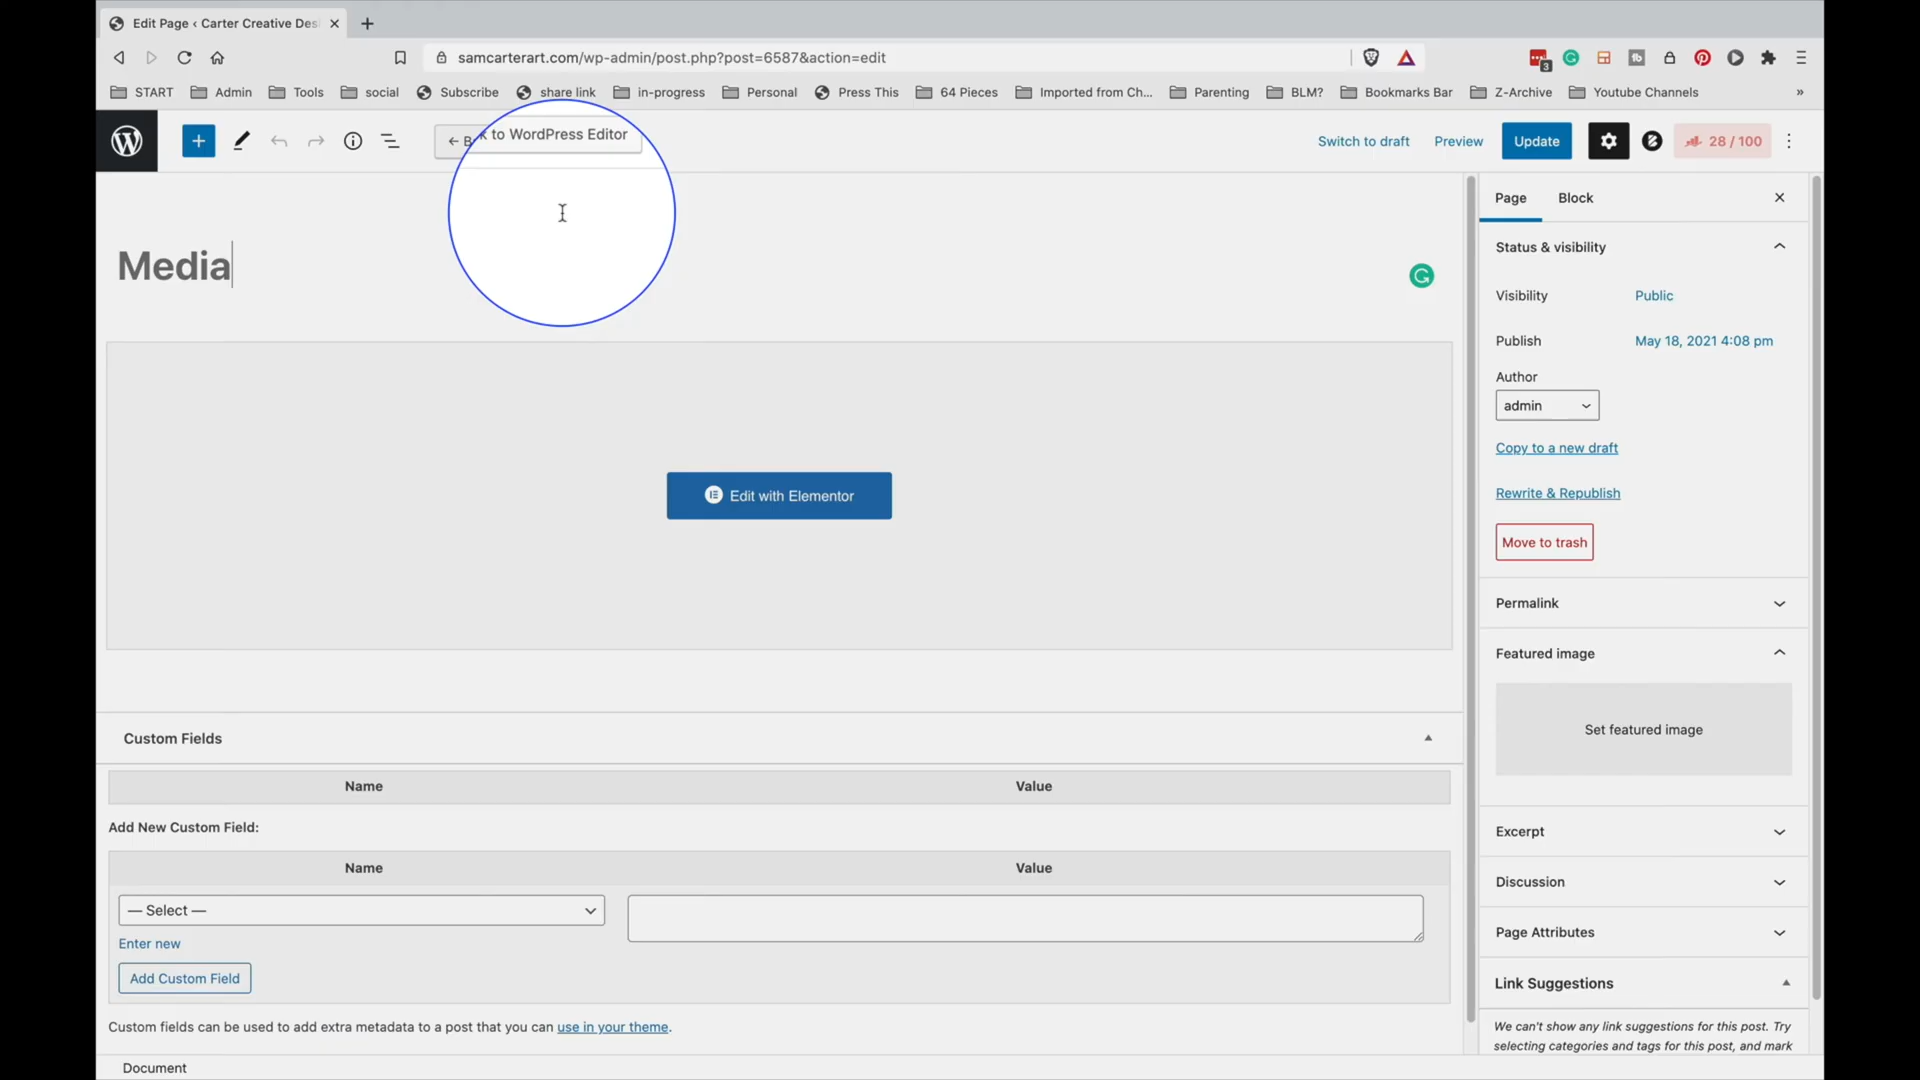 Edit Page ‹ Carter Creative Des
samcarterart.com/wp-admin/post.php?post=6587&action=edit
3
START Admin Tools social Subscribe share link in-progress Personal Press This 64 Pieces Imported from Ch... Parenting BLM? Bookmarks Bar Z-Archive Youtube Channels »
to WordPress Editor
Switch to draft Preview Update 28 / 100
Page Block
Media
Status & visibility
Visibility Public
Publish May 18, 2021 4:08 pm
Author
admin
Copy to a new draft
Rewrite & Republish
Move to trash
Edit with Elementor
Permalink
Featured image
Set featured image
Custom Fields
Name Value
Add New Custom Field:
Name Value
— Select —
Enter new
Add Custom Field
Custom fields can be used to add extra metadata to a post that you can use in your theme.
Excerpt
Discussion
Page Attributes
Link Suggestions
We can't show any link suggestions for this post. Try
selecting categories and tags for this post, and mark
Document